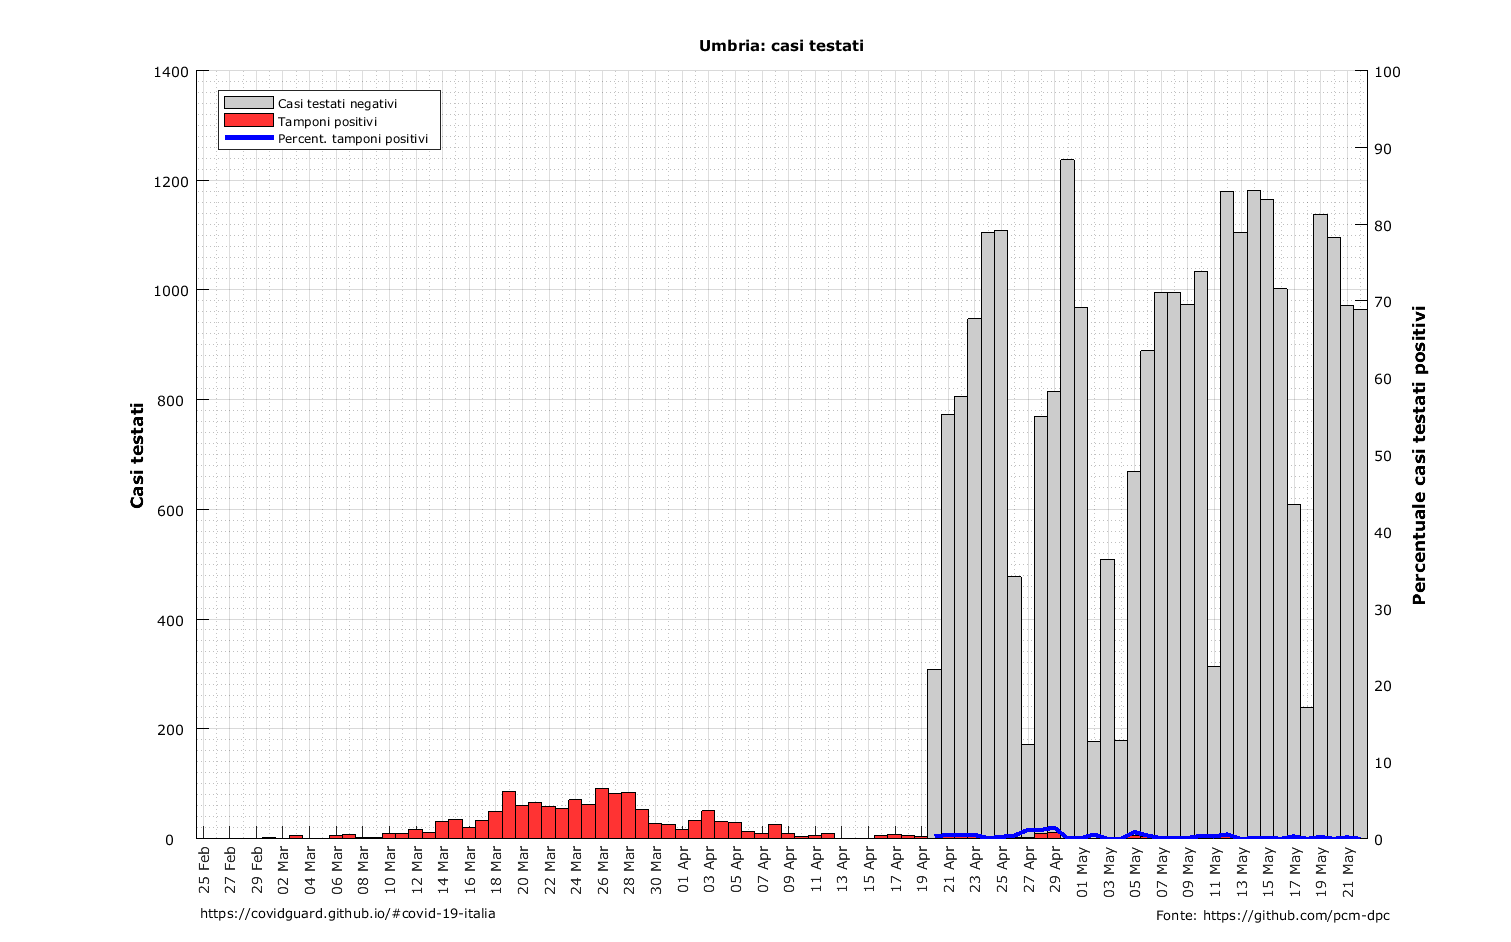 Umbria: casi testati
Casi testati negativi
Tamponi positivi
Percent. tamponi positivi
Casi testati
1400
1200
1000
800
600
400
200
0
100
90
80
70
60
50
40
30
20
10
0
Percentuale casi testati positivi
25 Feb
27 Feb
29 Feb
02 Mar
04 Mar
06 Mar
08 Mar
10 Mar
12 Mar
14 Mar
16 Mar
18 Mar
20 Mar
22 Mar
24 Mar
26 Mar
28 Mar
30 Mar
01 Apr
03 Apr
05 Apr
07 Apr
09 Apr
11 Apr
13 Apr
15 Apr
17 Apr
19 Apr
21 Apr
23 Apr
25 Apr
27 Apr
29 Apr
01 May
03 May
05 May
07 May
09 May
11 May
13 May
15 May
17 May
19 May
21 May
https://covidguard.github.io/#covid-19-italia
Fonte: https://github.com/pcm-dpc